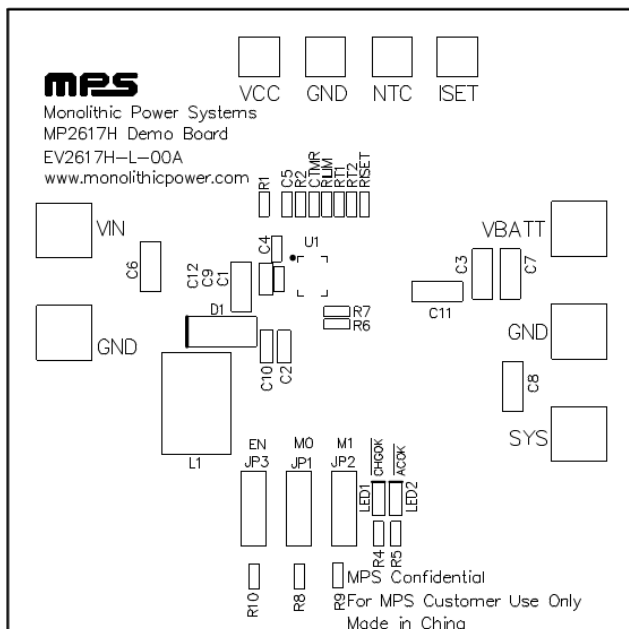 VCC GND NTC ISET
mps
Monolithic Power Systems
MP2617H Demo Board
EV2617H-L-00A
www.monolithicpower.com
R1 C5 R2 CTMR RLIM RT1 RT2 RISET
VIN
VBATT
C4 U1
C6 C12 C9 C1
C3 C7
C11
D1
R7
R6
GND
GND
C10 C2
C8
SYS
L1
EN M0 M1
JP3 JP1 JP2
CHGOK ACOK
LED1 LED2
R4 R5
R10 R8 R9
MPS Confidential
For MPS Customer Use Only
Made in China